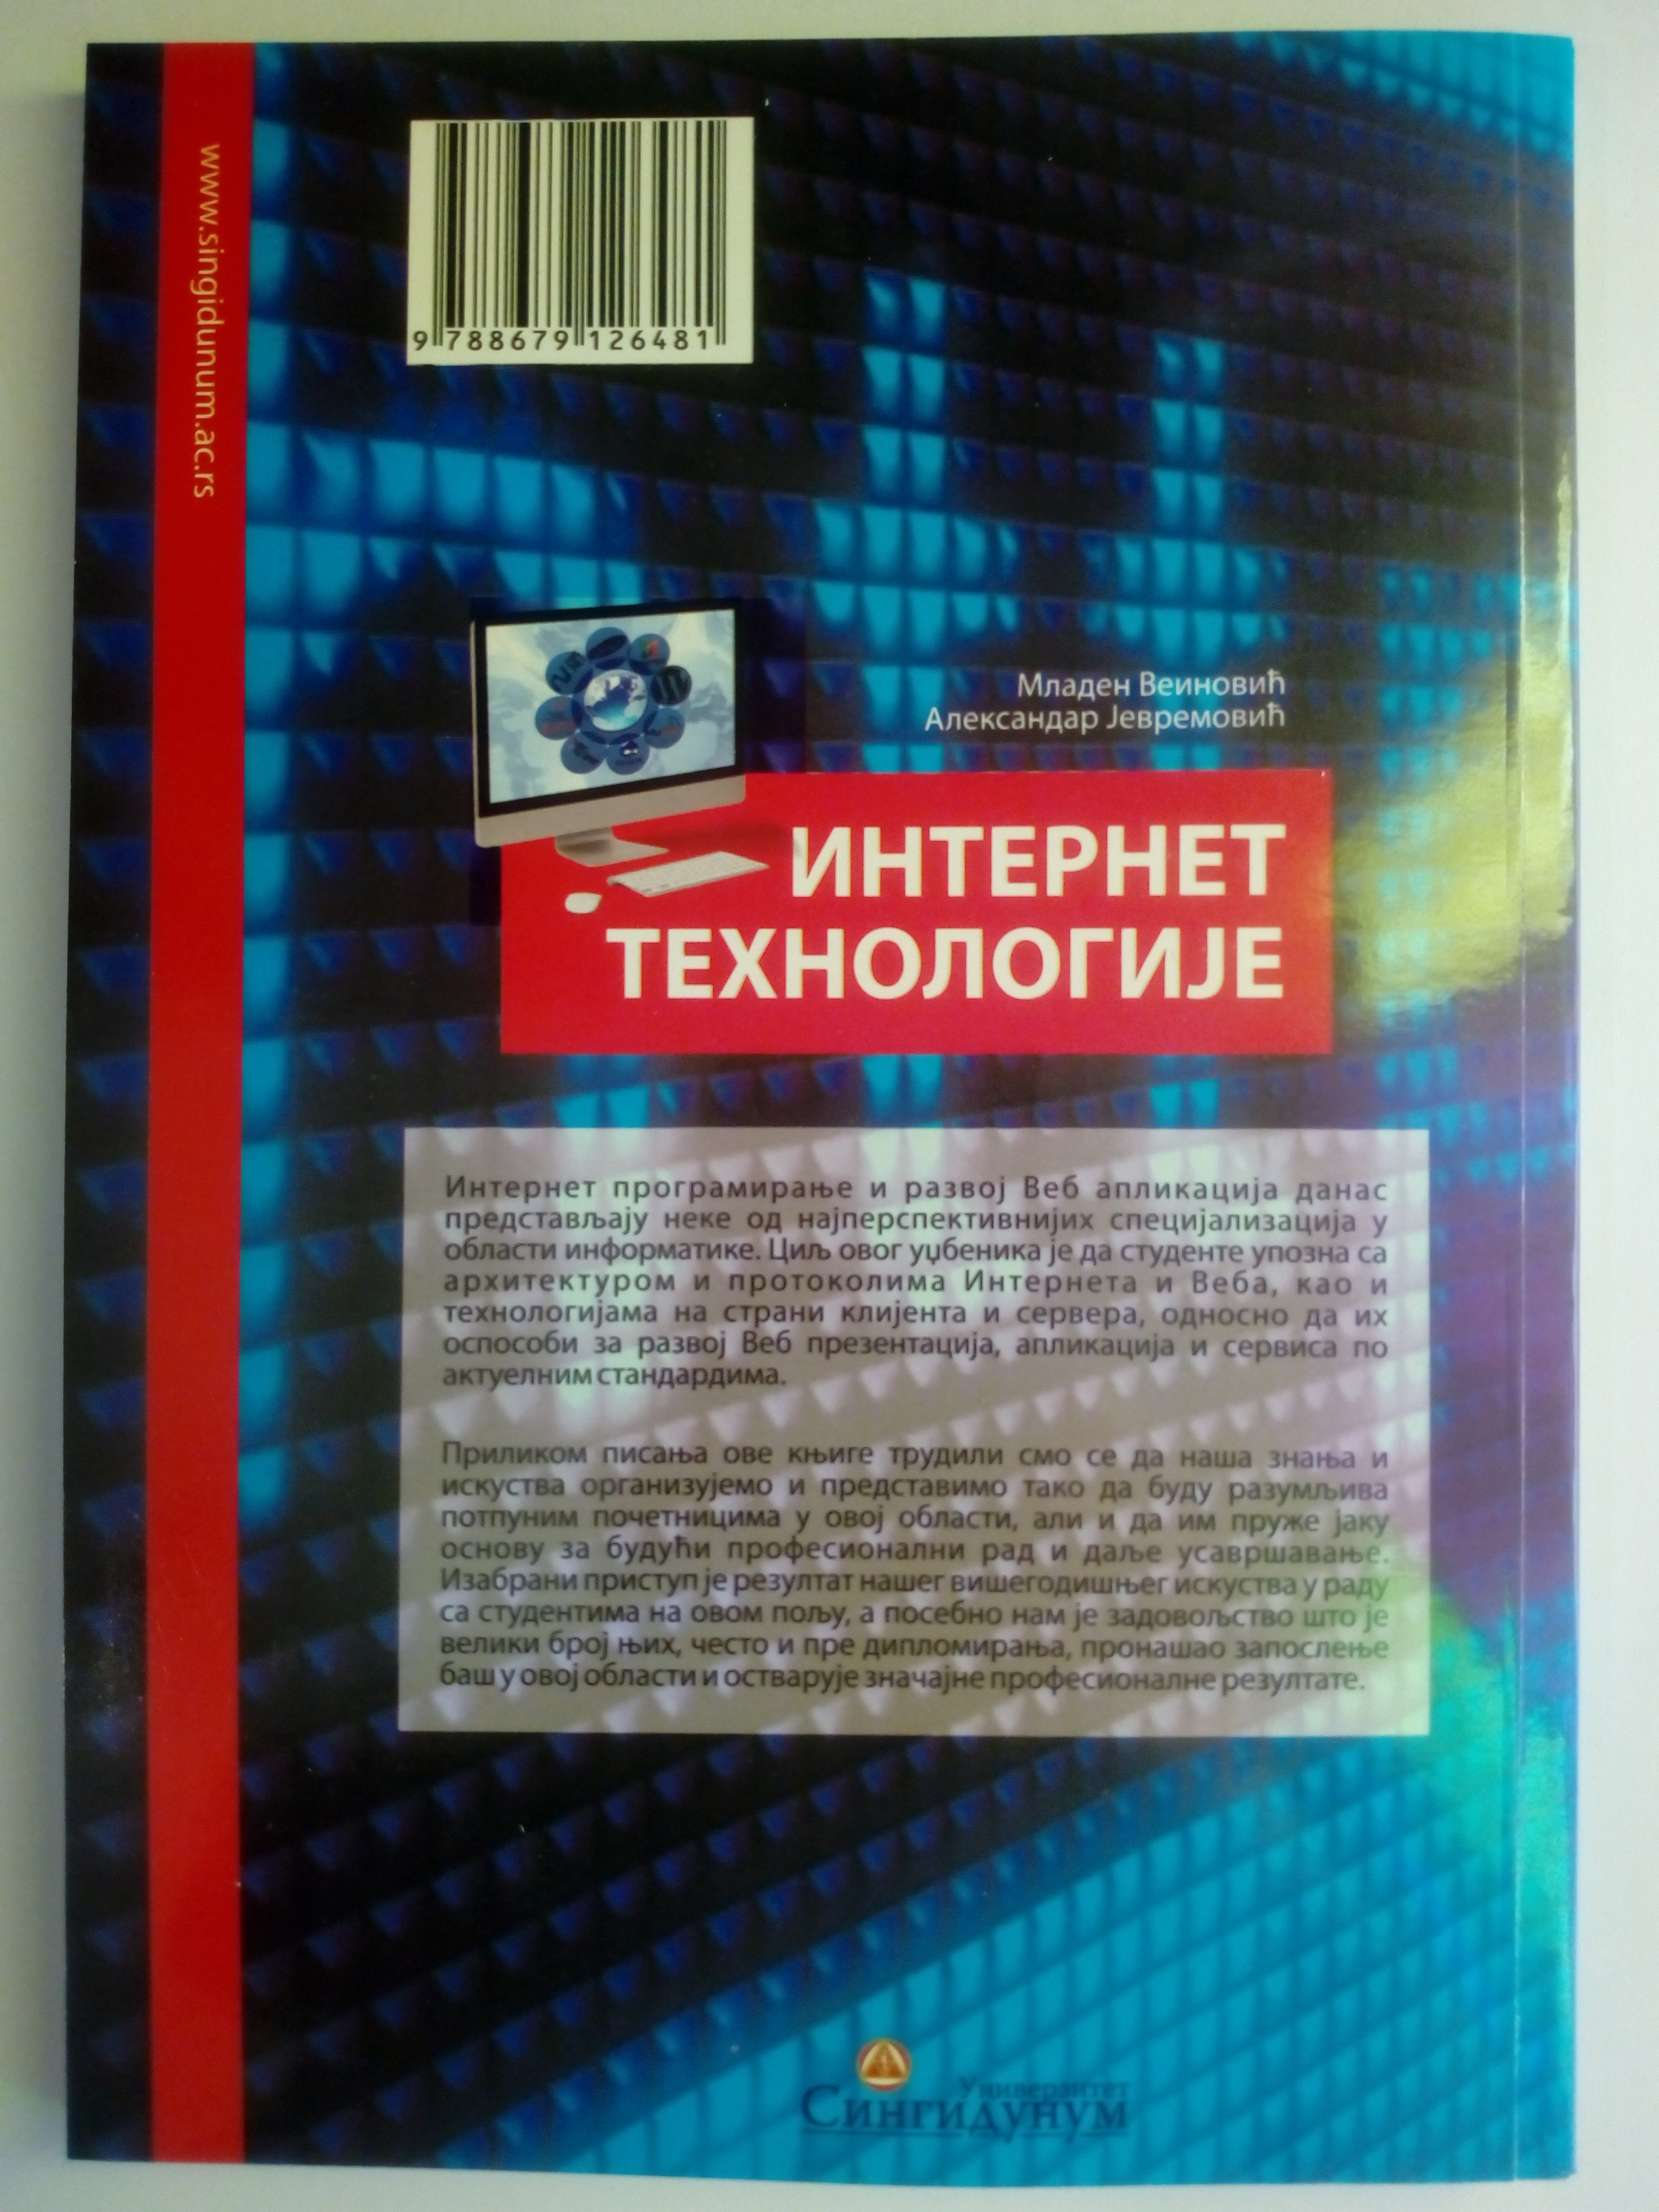 www.singidunum.ac.rs
9 788679 126481
Младен Веиновић
Александар Јевремовић
ИНТЕРНЕТ
ТЕХНОЛОГИЈЕ
Интернет програмирање и развој Веб апликација данас
представљају неке од најперспективнијих специјализација у
области информатике. Циљ овог уџбеника је да студенте упозна са
архитектуром и протоколима Интернета и Веба, као и
технологијама на страни клијента и сервера, односно да их
оспособи за развој Веб презентација, апликација и сервиса по
актуелним стандардима.
Приликом писања ове књиге трудили смо се да наша знања и
искуства организујемо и представимо тако да буду разумљива
потпуним почетницима у овој области, али и да им пруже јаку
основу за будући професионални рад и даље усавршавање.
Изабрани приступ је резултат нашег вишегодишњег искуства у раду
са студентима на овом пољу, а посебно нам је задовољство што је
велики број њих, често и пре дипломирања, пронашао запослење
баш у овој области и остварује значајне професионалне резултате.
Универзитет
Сингидунум